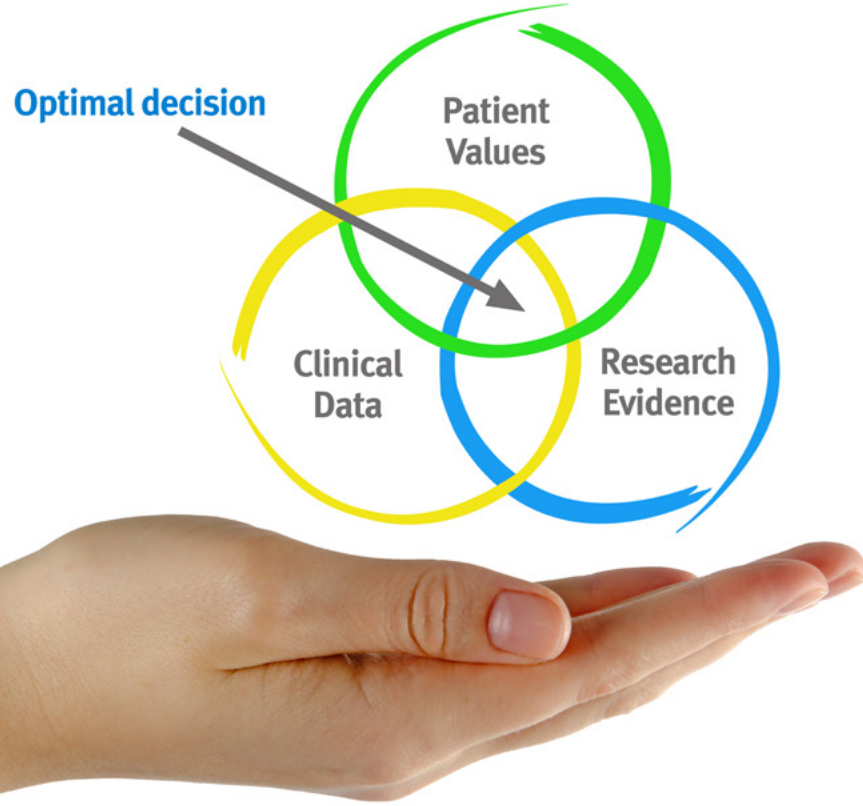 Optimal decision
Patient
Values
Clinical
Data
Research
Evidence